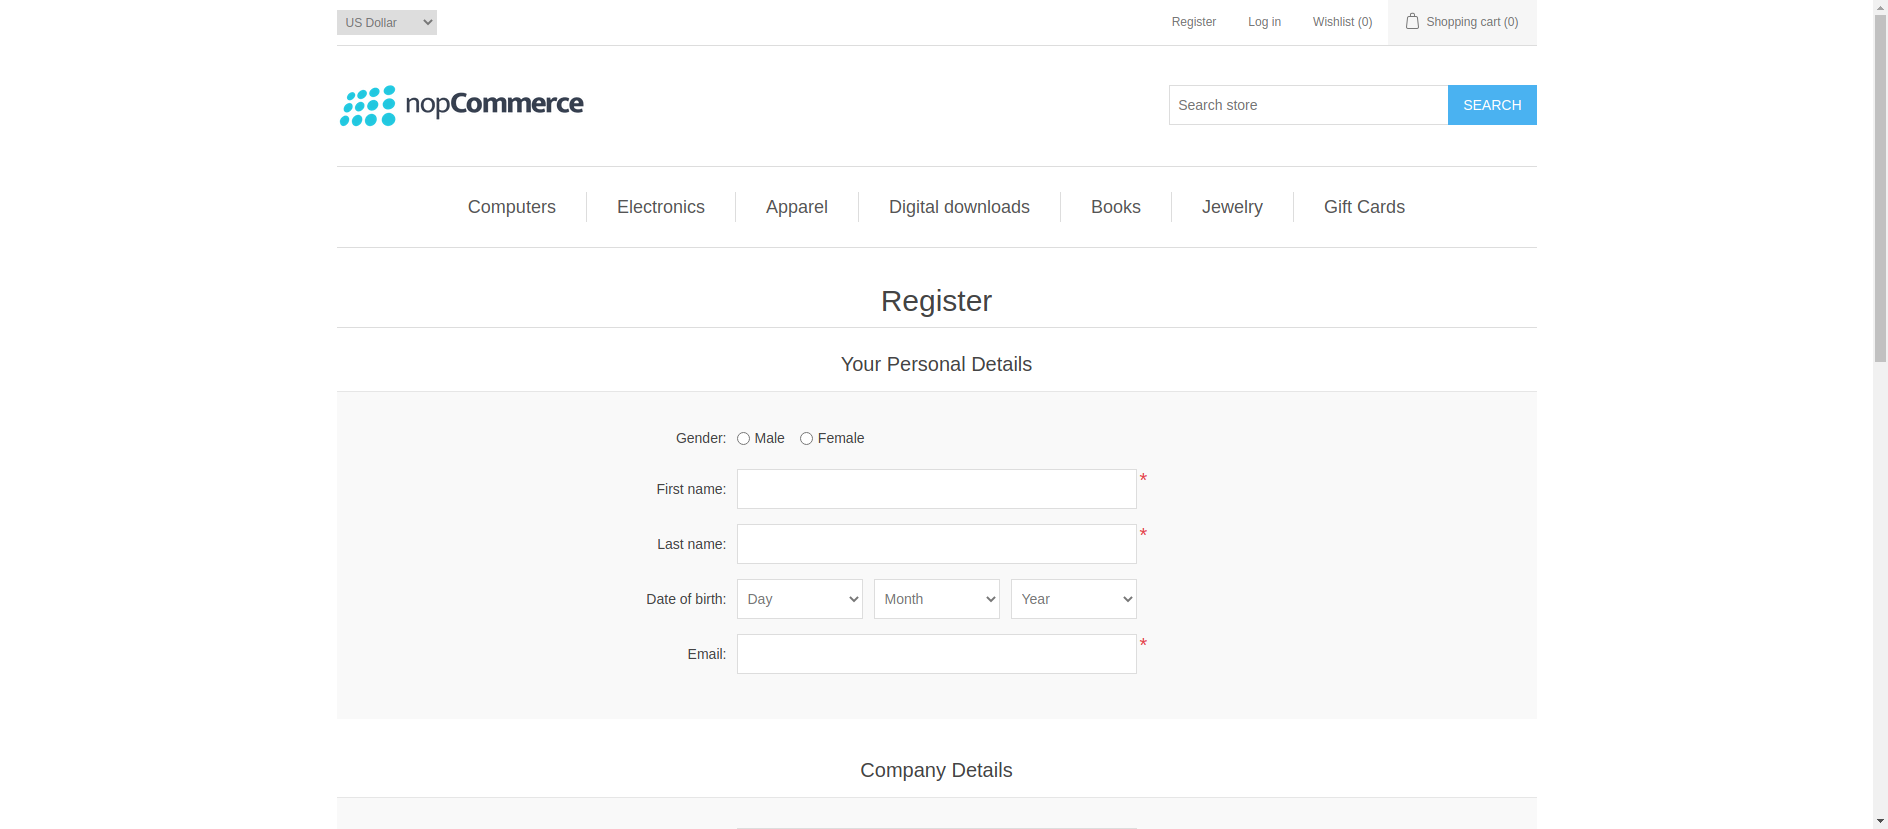 US Dollar
Register
Log in
Wishlist (0)
Shopping cart (0)
nopCommerce
Search store
SEARCH
Computers
Electronics
Apparel
Digital downloads
Books
Jewelry
Gift Cards
Register
Your Personal Details
Gender:
Male
Female
First name:
*
Last name:
*
Date of birth:
Day
Month
Year
Email:
*
Company Details